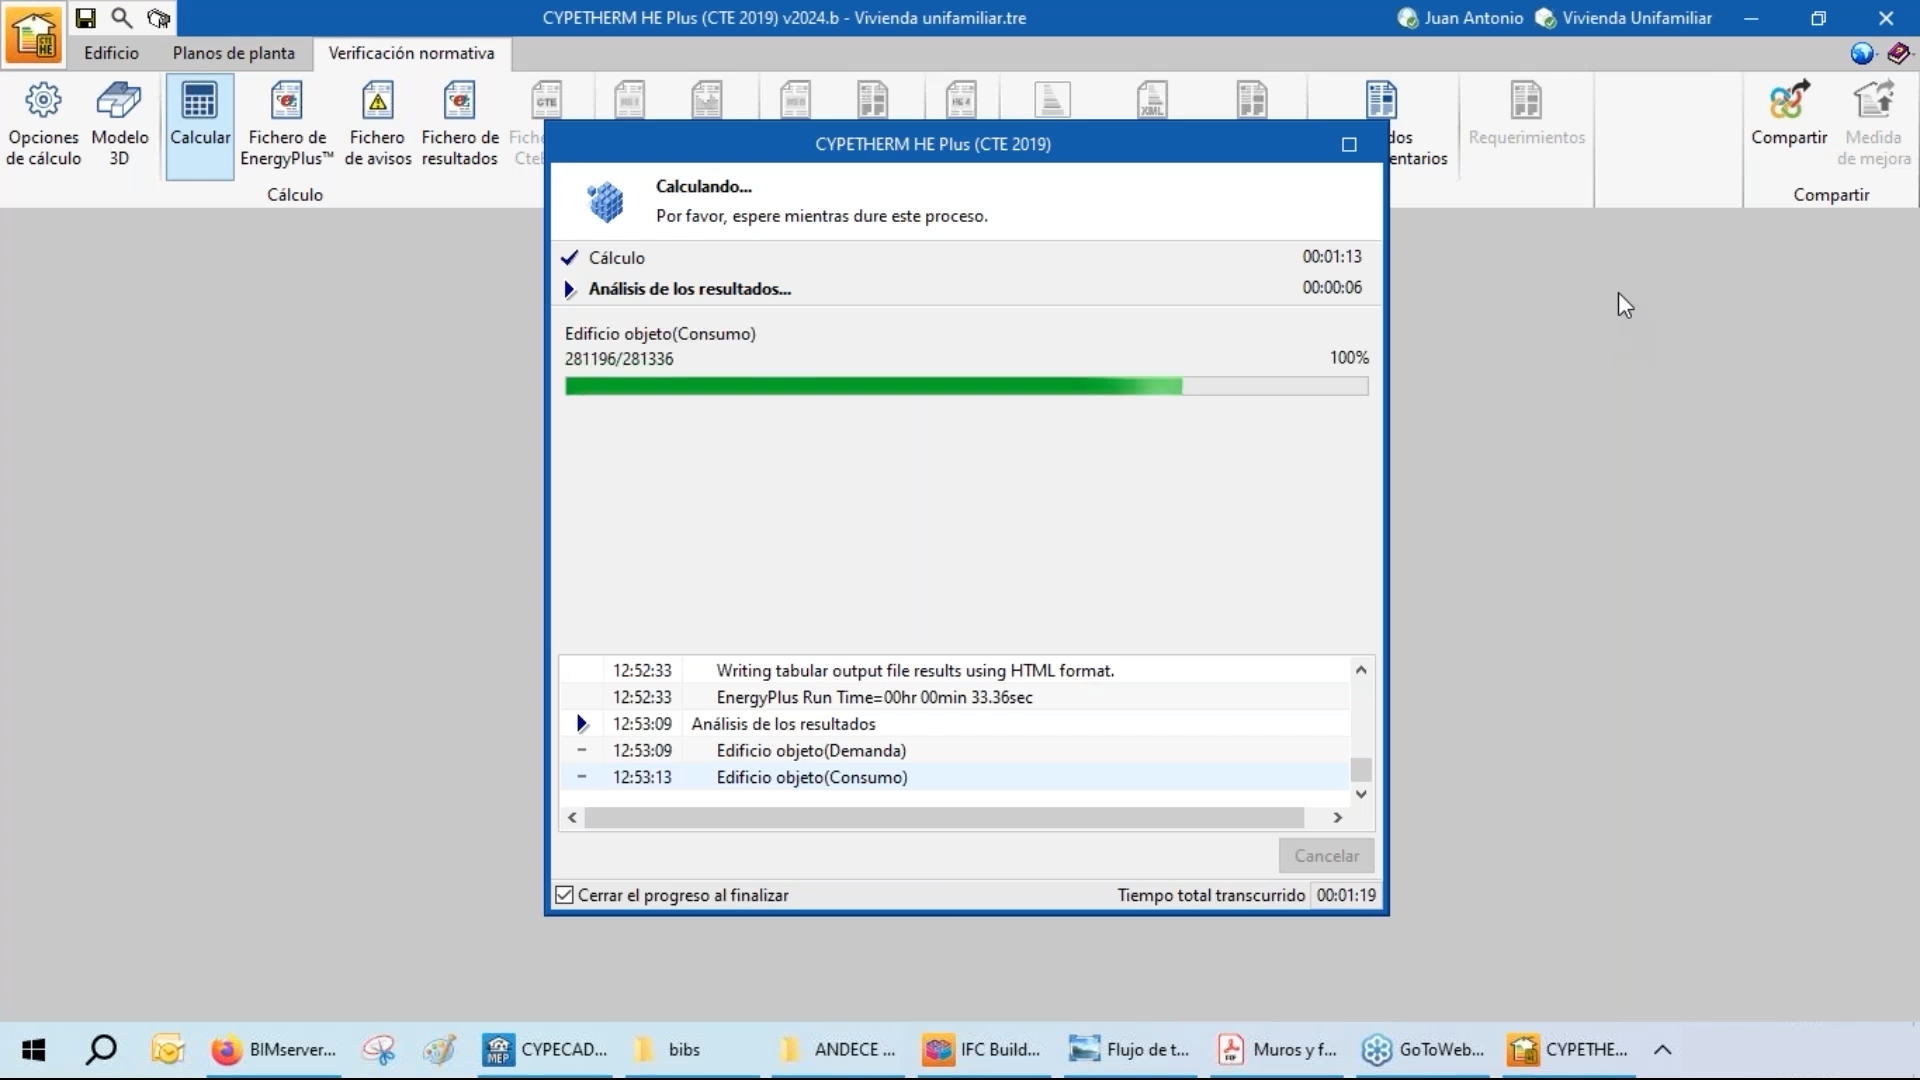 CYPETHERM HE Plus (CTE 2019) v2024.b - Vivienda unifamiliar.tre
Juan Antonio
Vivienda Unifamiliar
Edificio
Planos de planta
Verificación normativa
Opciones
de cálculo
Modelo
3D
Calcular
Fichero de
EnergyPlus™
Fichero
de avisos
Fichero de
resultados
Cálculo
Requerimientos
Compartir
Medida
de mejora
Compartir
CYPETHERM HE Plus (CTE 2019)
Calculando...
Por favor, espere mientras dure este proceso.
Cálculo 00:01:13
Análisis de los resultados... 00:00:06
Edificio objeto(Consumo)
281196/281336 100%
12:52:33 Writing tabular output file results using HTML format.
12:52:33 EnergyPlus Run Time=00hr 00min 33.36sec
12:53:09 Análisis de los resultados
12:53:09 Edificio objeto(Demanda)
12:53:13 Edificio objeto(Consumo)
Cancelar
Cerrar el progreso al finalizar
Tiempo total transcurrido 00:01:19
BIMserver...
CYPECAD...
bibs
ANDECE ...
IFC Build...
Flujo de t...
Muros y f...
GoToWeb...
CYPETHE...